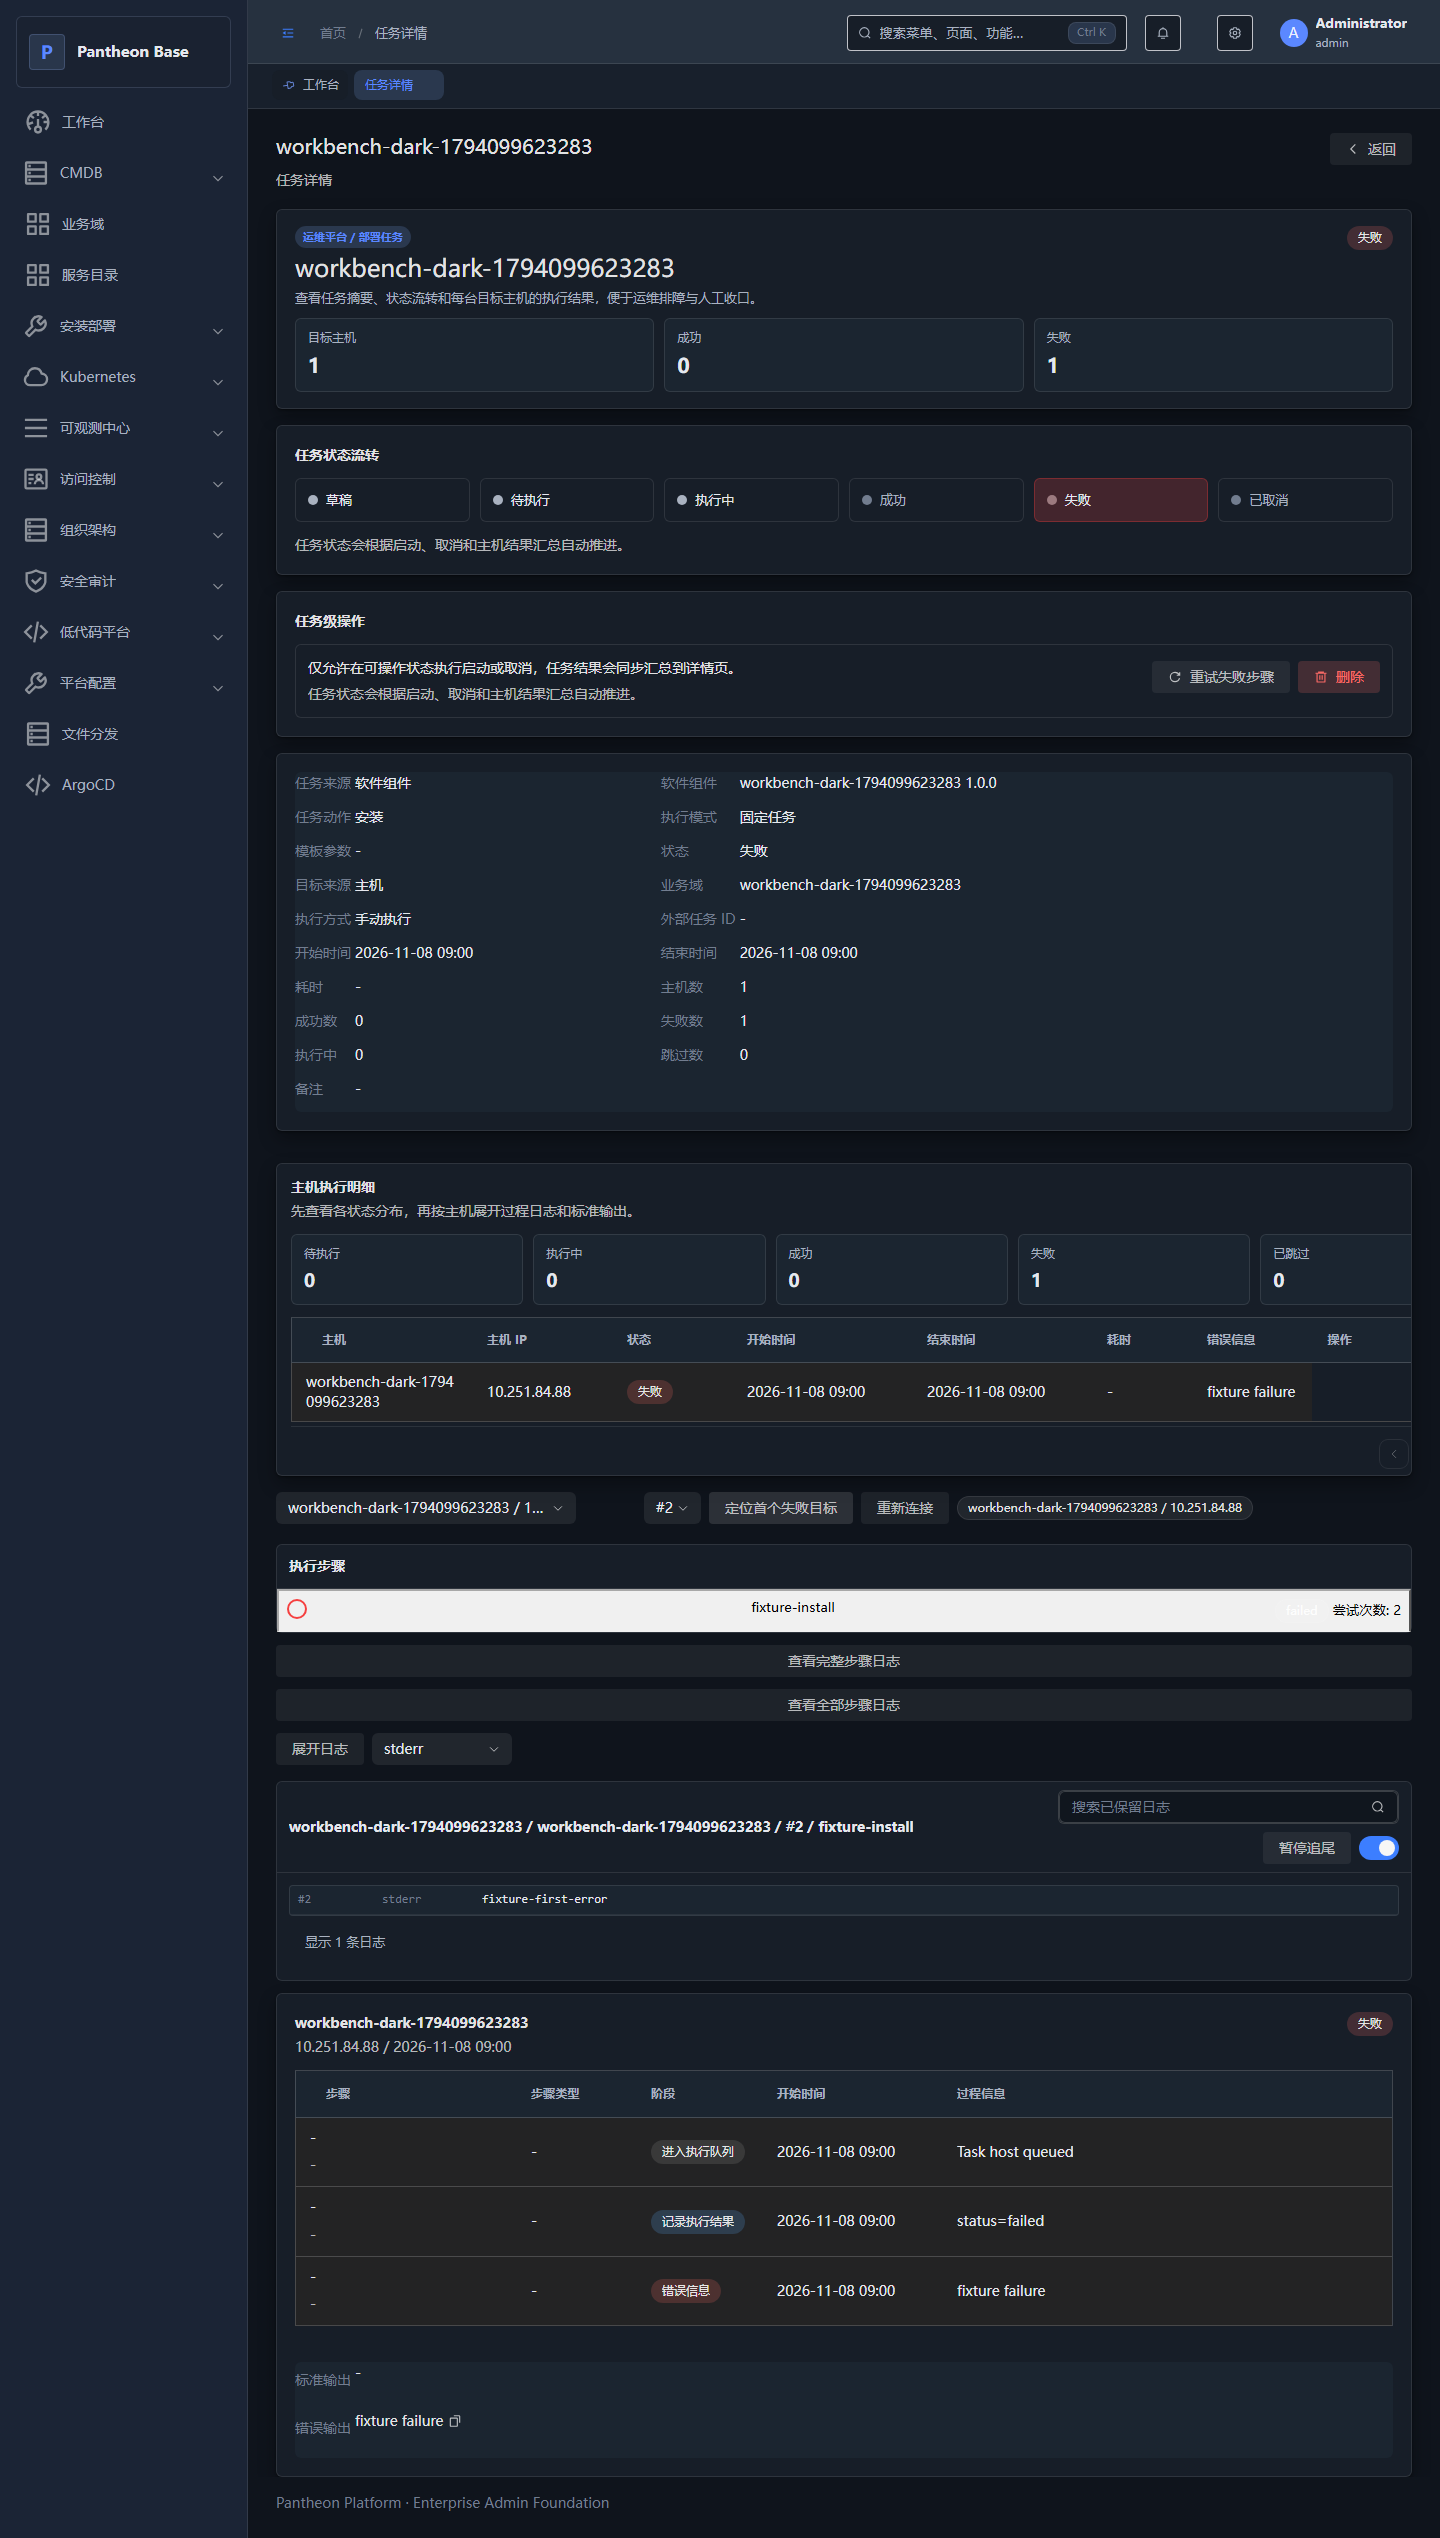 P Pantheon Base
工作台
CMDB
业务域
服务目录
安装部署
Kubernetes
可观测中心
访问控制
组织架构
安全审计
低代码平台
平台配置
文件分发
ArgoCD
首页 / 任务详情
搜索菜单、页面、功能... Ctrl K
A Administrator
admin
工作台 任务详情
workbench-dark-1794099623283
任务详情
返回
运维平台 / 部署任务
失败
workbench-dark-1794099623283
查看任务摘要、状态流转和每台目标主机的执行结果，便于运维排障与人工收口。
目标主机 成功 失败
1 0 1
任务状态流转
草稿 待执行 执行中 成功 失败 已取消
任务状态会根据启动、取消和主机结果汇总自动推进。
任务级操作
仅允许在可操作状态执行启动或取消，任务结果会同步汇总到详情页。
任务状态会根据启动、取消和主机结果汇总自动推进。
重试失败步骤 删除
任务来源 软件组件 软件组件 workbench-dark-1794099623283 1.0.0
任务动作 安装 执行模式 固定任务
模板参数 - 状态 失败
目标来源 主机 业务域 workbench-dark-1794099623283
执行方式 手动执行 外部任务 ID -
开始时间 2026-11-08 09:00 结束时间 2026-11-08 09:00
耗时 - 主机数 1
成功数 0 失败数 1
执行中 0 跳过数 0
备注 -
主机执行明细
先查看各状态分布，再按主机展开过程日志和标准输出。
待执行 执行中 成功 失败 已跳过
0 0 0 1 0
主机 主机 IP 状态 开始时间 结束时间 耗时 错误信息 操作
workbench-dark-1794
099623283 10.251.84.88 失败 2026-11-08 09:00 2026-11-08 09:00 - fixture failure
workbench-dark-1794099623283 / 1... #2 定位首个失败目标 重新连接 workbench-dark-1794099623283 / 10.251.84.88
执行步骤
fixture-install failed 尝试次数: 2
查看完整步骤日志
查看全部步骤日志
展开日志 stderr
搜索已保留日志
workbench-dark-1794099623283 / workbench-dark-1794099623283 / #2 / fixture-install
暂停追尾
#2 stderr fixture-first-error
显示 1 条日志
workbench-dark-1794099623283 失败
10.251.84.88 / 2026-11-08 09:00
步骤 步骤类型 阶段 开始时间 过程信息
-
- - 进入执行队列 2026-11-08 09:00 Task host queued
-
- - 记录执行结果 2026-11-08 09:00 status=failed
-
- - 错误信息 2026-11-08 09:00 fixture failure
标准输出 -
错误输出 fixture failure
Pantheon Platform · Enterprise Admin Foundation